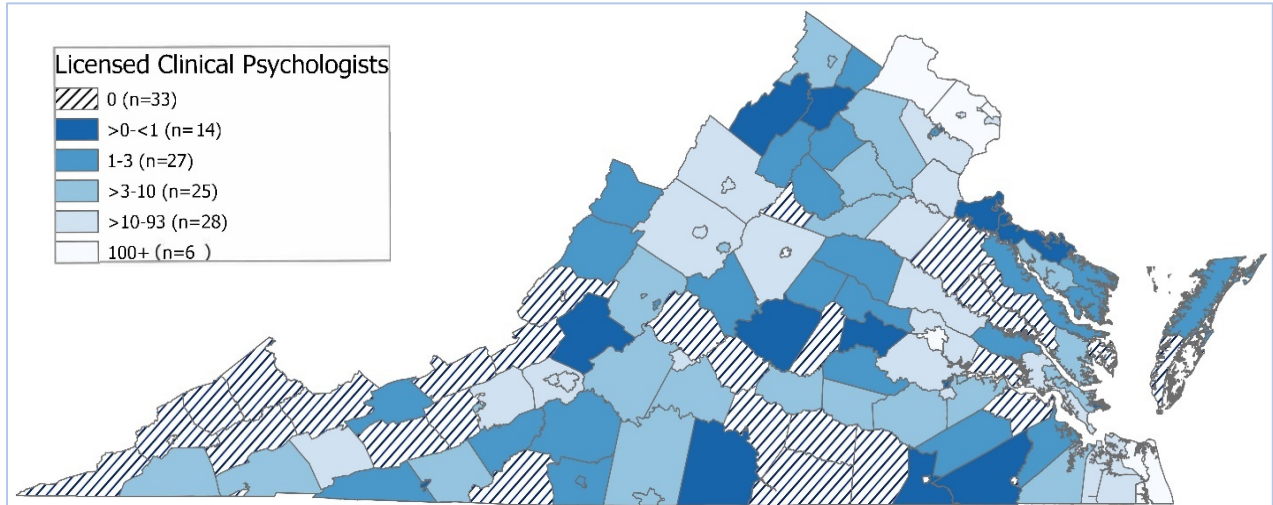 Licensed Clinical Psychologists
0 (n=33)
>0-<1 (n=14)
1-3 (n=27)
>3-10 (n=25)
>10-93 (n=28)
100+ (n=6 )